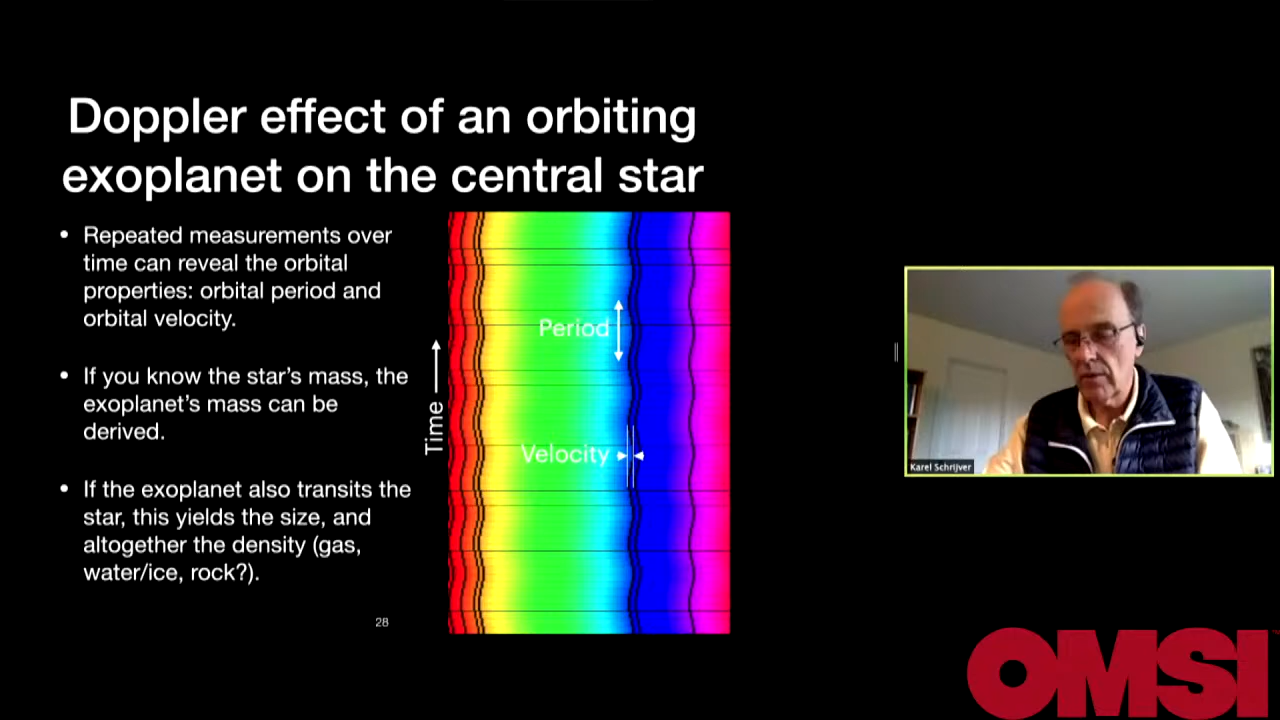 Doppler effect of an orbiting
exoplanet on the central star
• Repeated measurements over
time can reveal the orbital
properties: orbital period and
orbital velocity.
• If you know the star’s mass, the
exoplanet’s mass can be
derived.
• If the exoplanet also transits the
star, this yields the size, and
altogether the density (gas,
water/ice, rock?).
28
Time
Period
Velocity
Karel Schrijver
OMSI